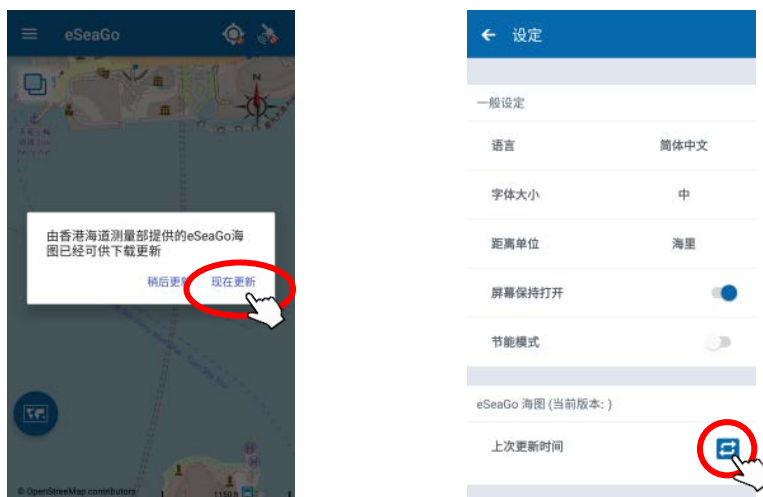 eSeaGo
N
由香港海道测量部提供的eSeaGo海
图已经可供下载更新
稍后更新 现在更新
© OpenStreetMap contributors
1150 ft
设定
一般设定
语言 简体中文
字体大小 中
距离单位 海里
屏幕保持打开
节能模式
eSeaGo 海图 (当前版本: )
上次更新时间